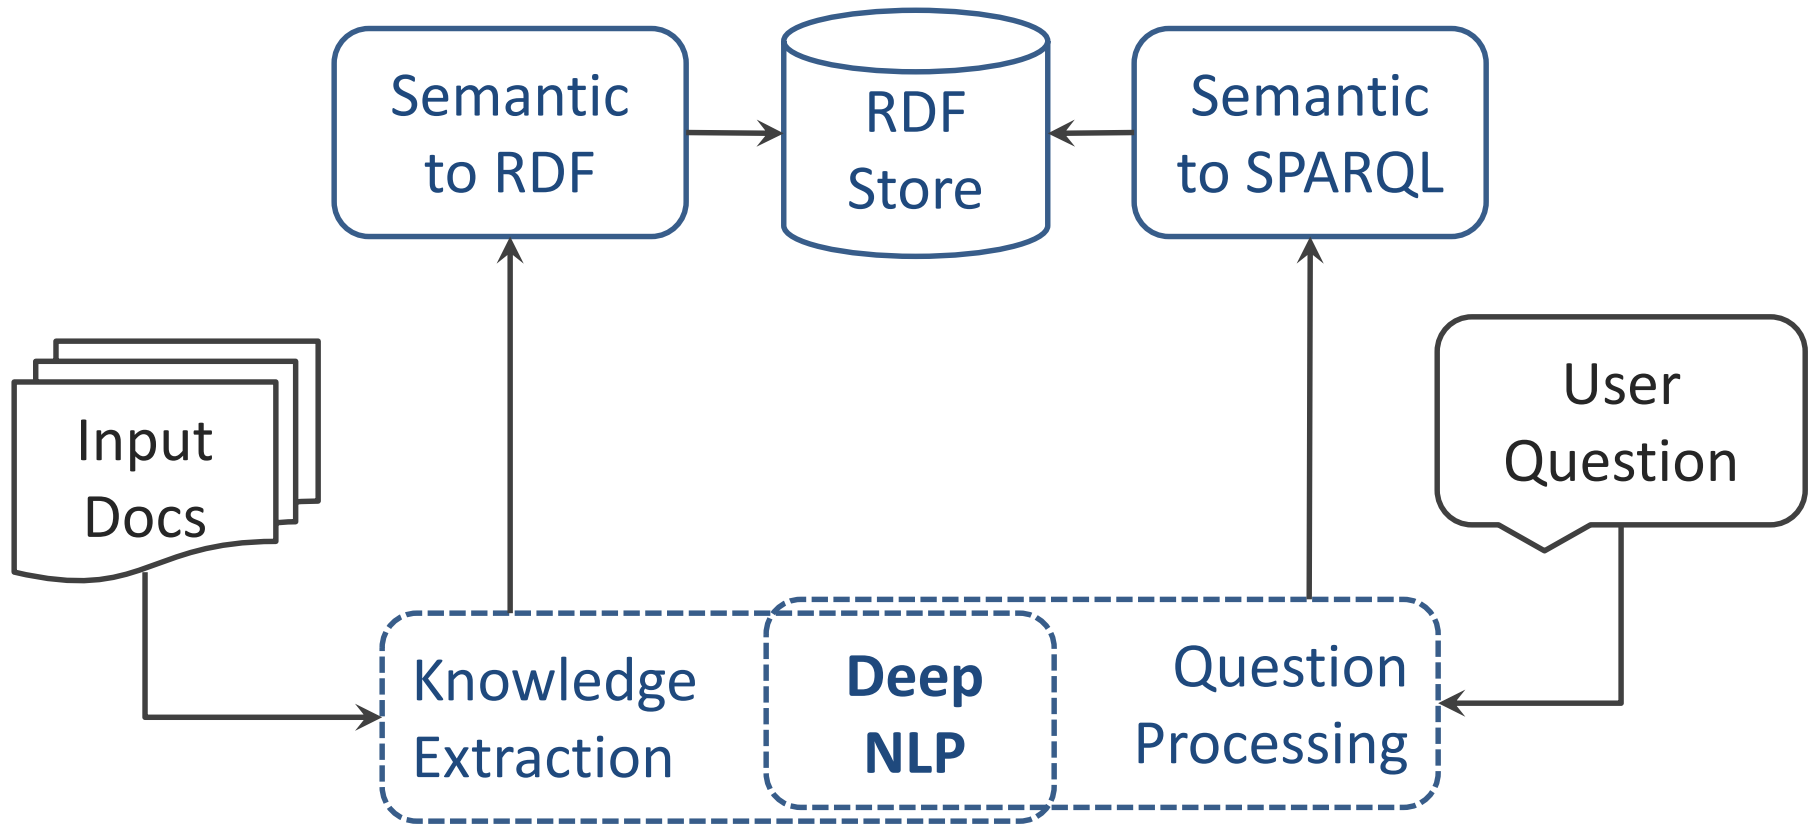 Semantic
to RDF
RDF
Store
Semantic
to SPARQL
Input
Docs
User
Question
Knowledge
Extraction
Deep
NLP
Question
Processing